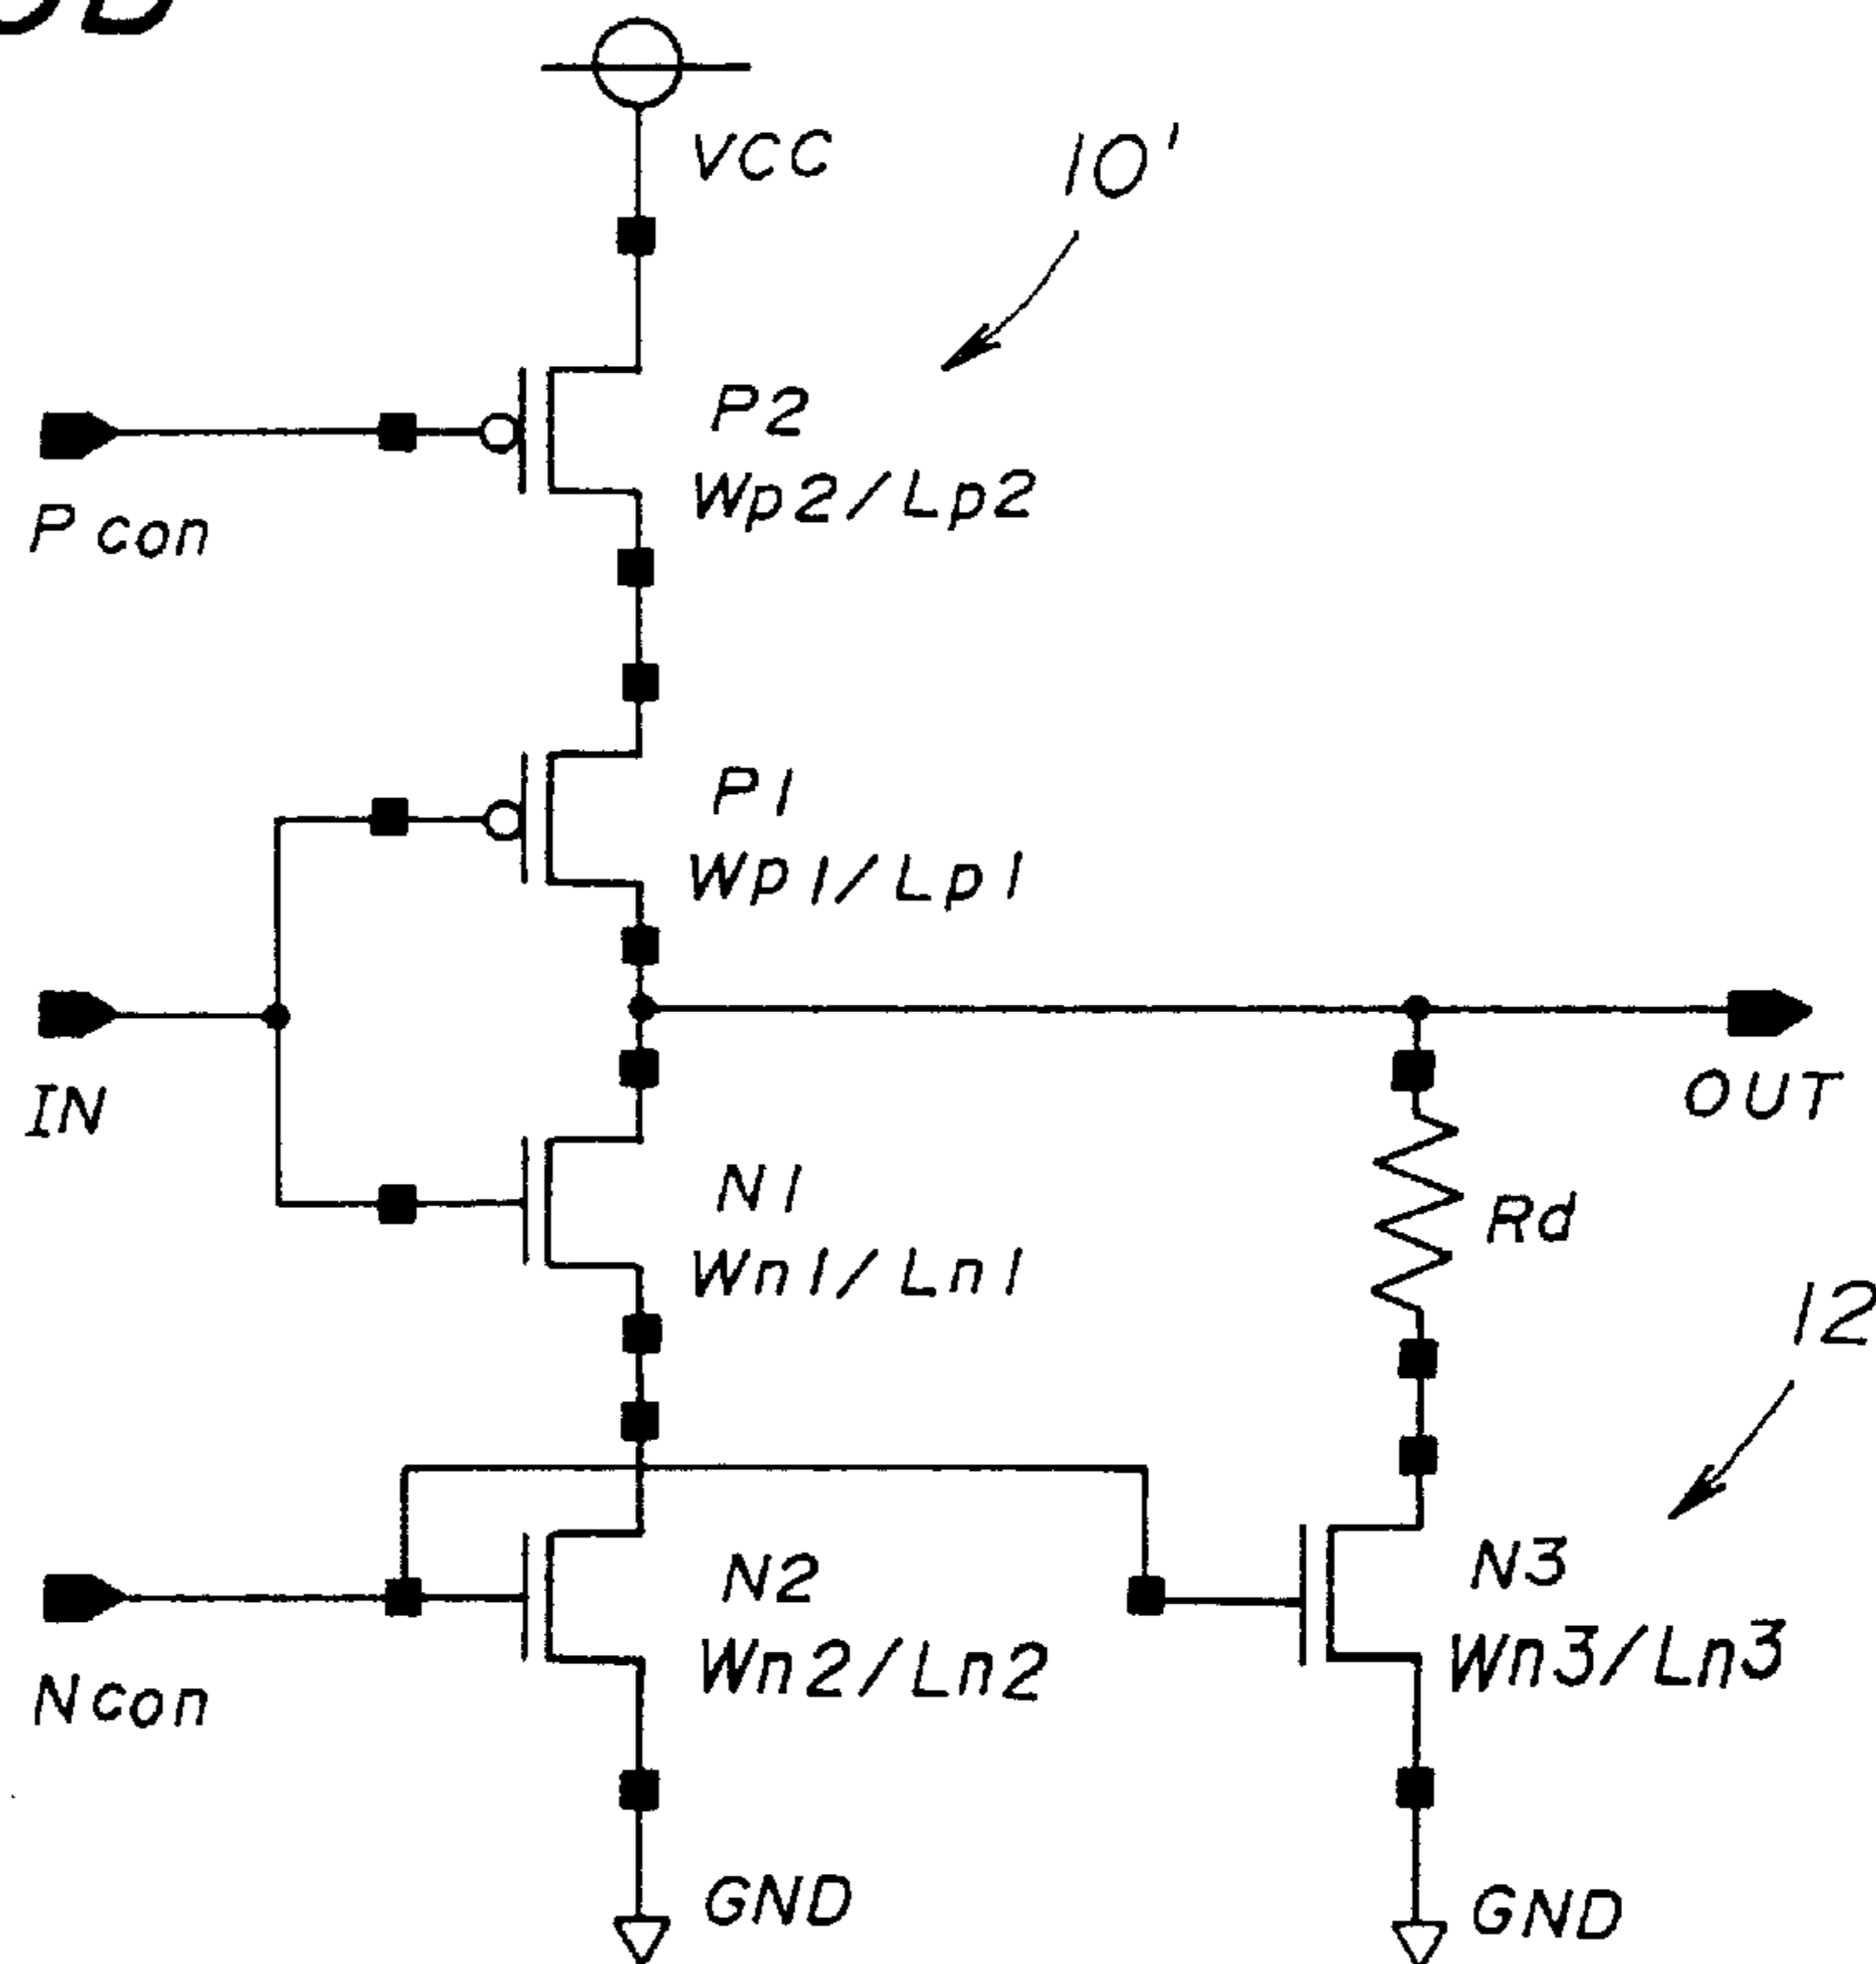 VCC
10'
P2
Wp2/Lp2
Pcon
P1
Wp1/Lp1
IN
OUT
N1
Wn1/Ln1
Rd
12
N2
Wn2/Ln2
N3
Wn3/Ln3
Ncon
GND
GND